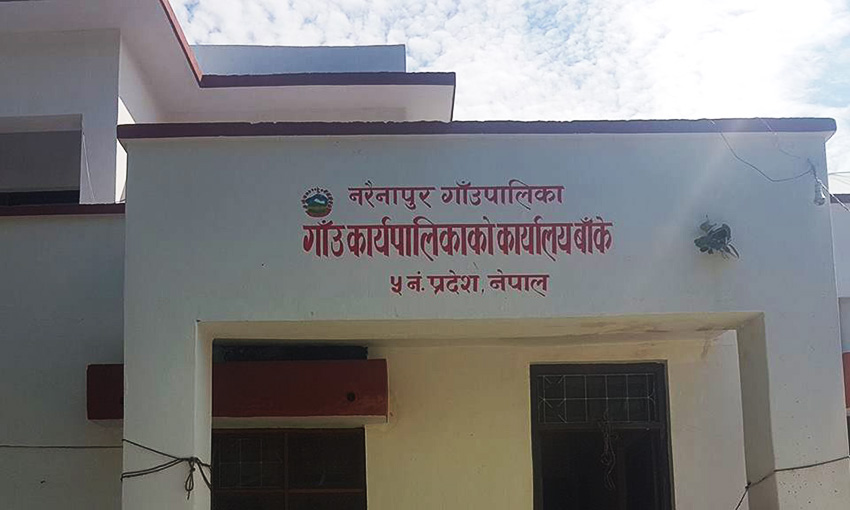 नरैनापुर गाँउपालिका
गाँउ कार्यपालिकाको कार्यालय बाँके
५ नं. प्रदेश, नेपाल